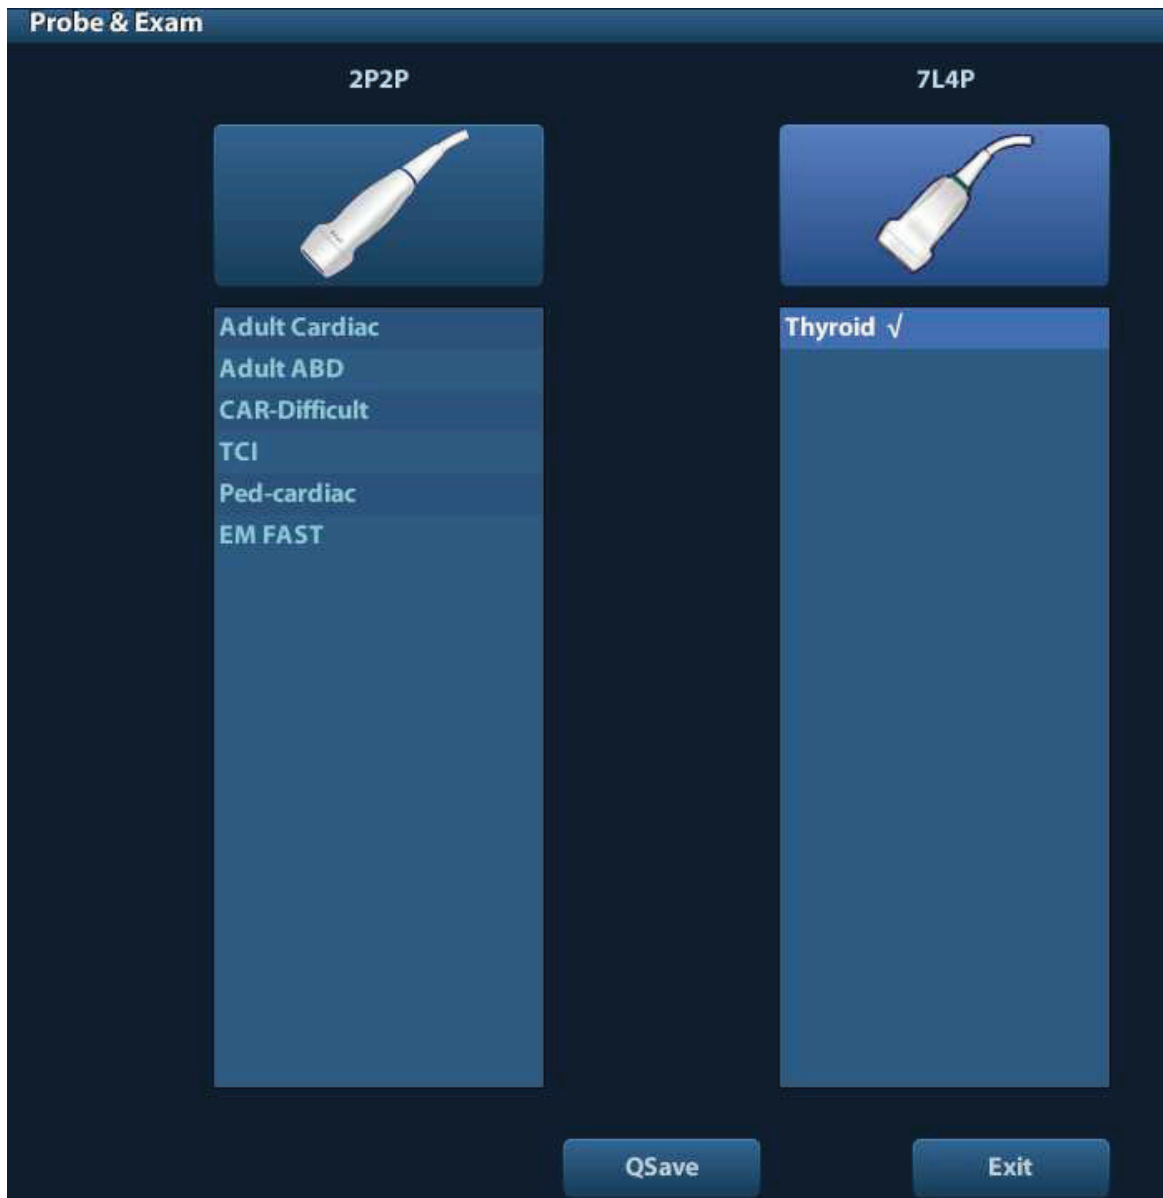 Probe & Exam
2P2P
7L4P
Adult Cardiac
Adult ABD
CAR-Difficult
TCI
Ped-cardiac
EM FAST
Thyroid √
QSave
Exit